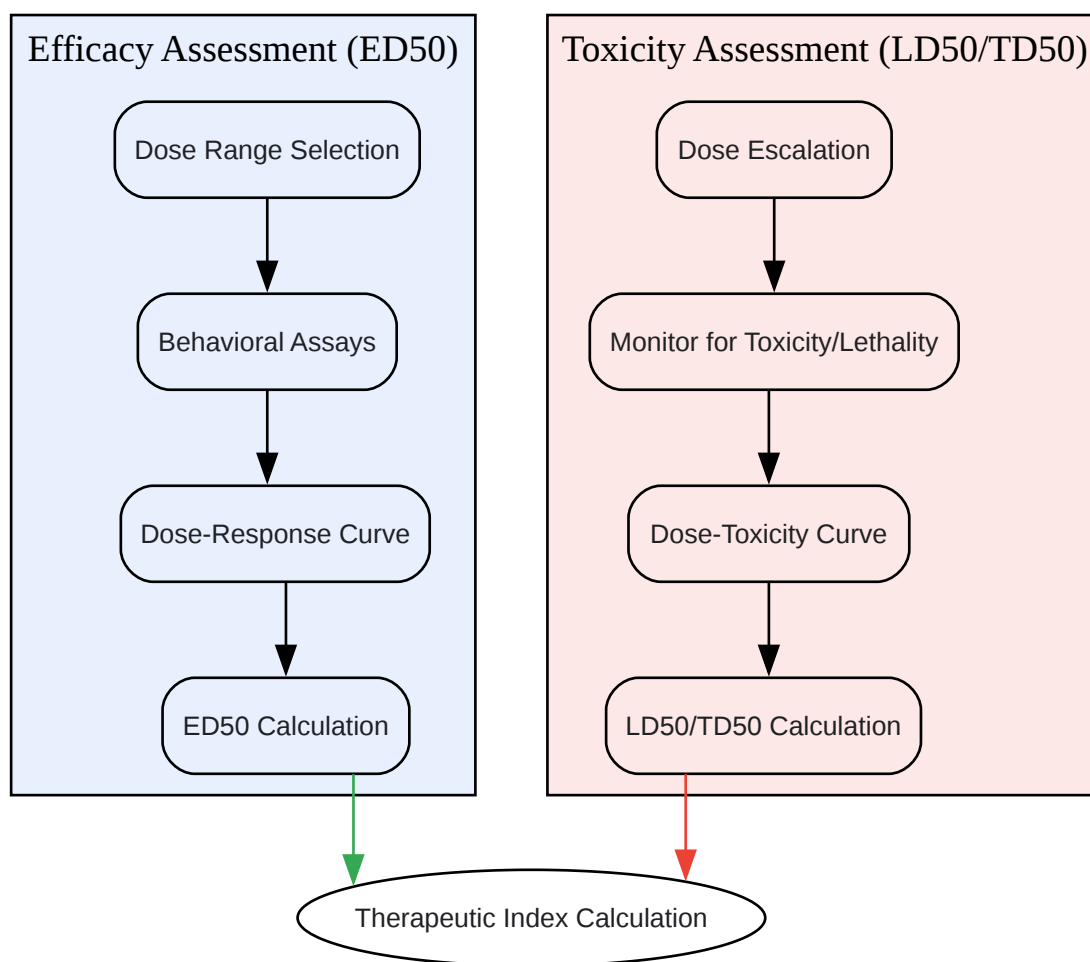 Efficacy Assessment (ED50)
Dose Range Selection
Behavioral Assays
Dose-Response Curve
ED50 Calculation
Toxicity Assessment (LD50/TD50)
Dose Escalation
Monitor for Toxicity/Lethality
Dose-Toxicity Curve
LD50/TD50 Calculation
Therapeutic Index Calculation